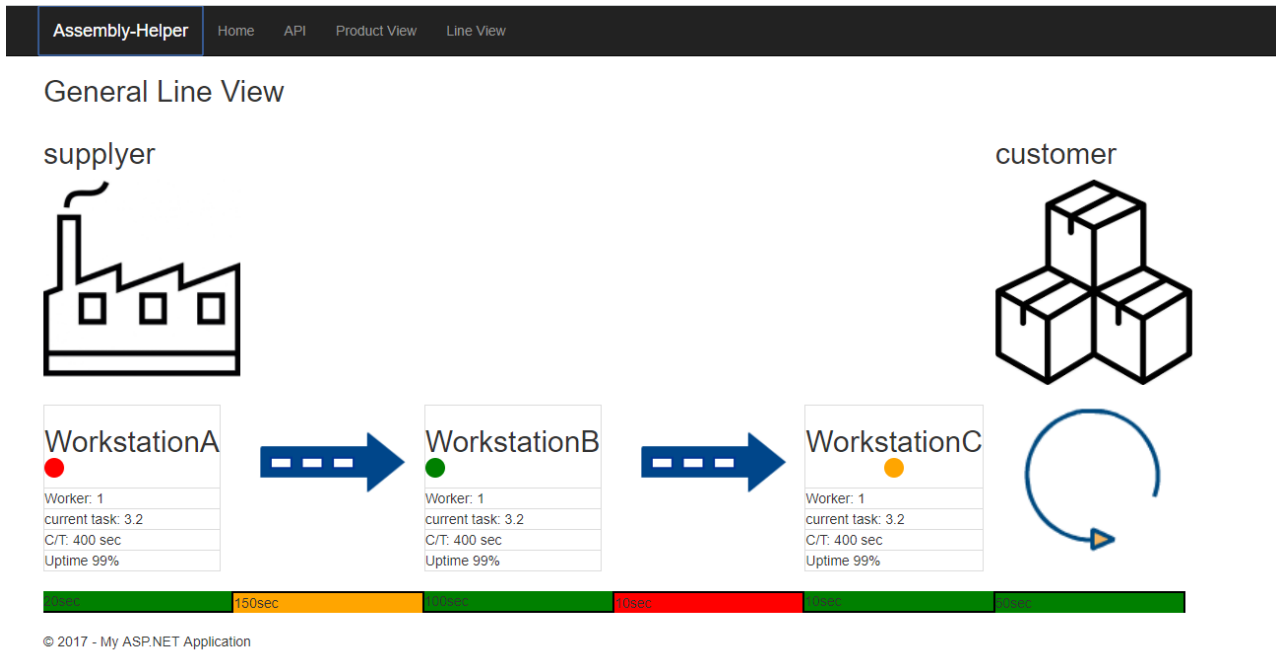 Assembly-Helper Home API Product View Line View
General Line View
supplyer customer
WorkstationA WorkstationB WorkstationC
Worker: 1 Worker: 1 Worker: 1
current task: 3.2 current task: 3.2 current task: 3.2
C/T: 400 sec C/T: 400 sec C/T: 400 sec
Uptime 99% Uptime 99% Uptime 99%
20sec 150sec 100sec 10sec 10sec 50sec
© 2017 - My ASP.NET Application